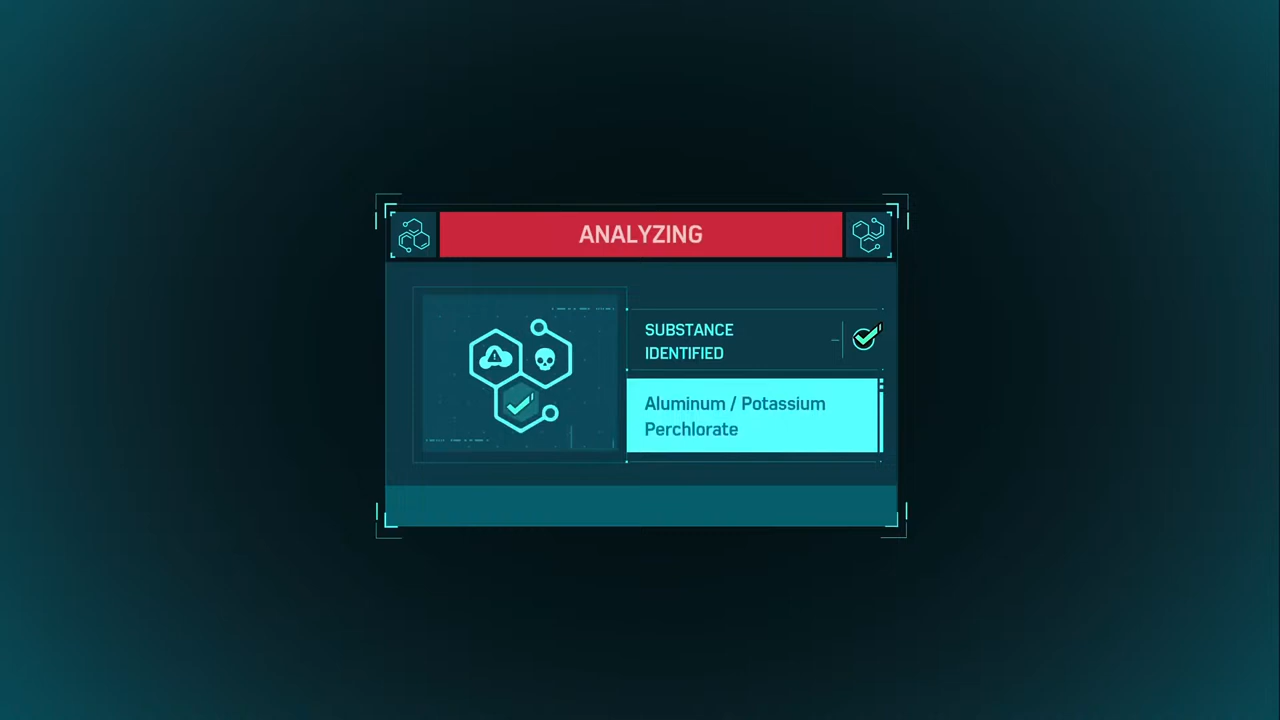 ANALYZING
SUBSTANCE
IDENTIFIED
Aluminum / Potassium
Perchlorate